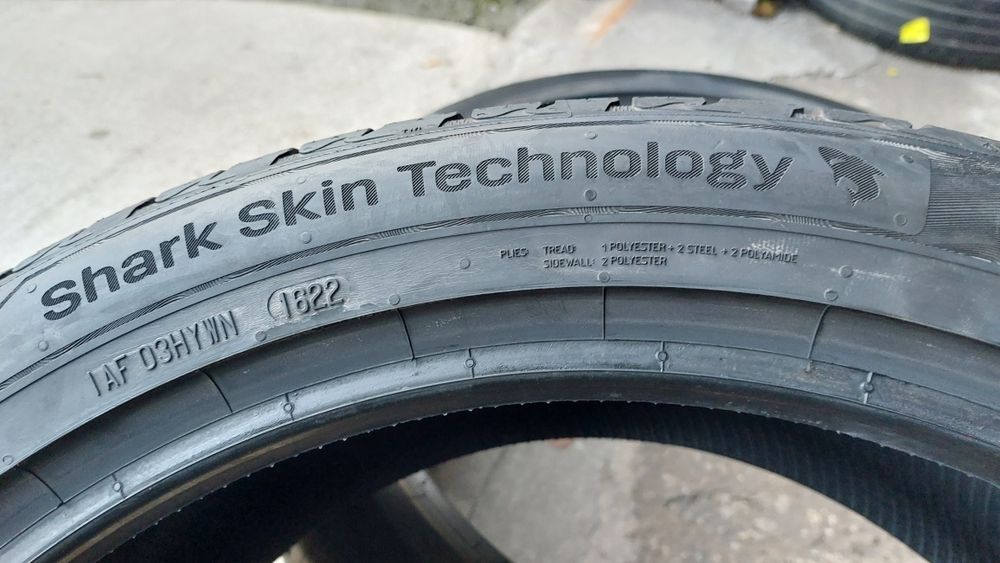 Shark Skin Technology
PLIES: TREAD: 1 POLYESTER + 2 STEEL + 2 POLYAMIDE
SIDEWALL: 2 POLYESTER
1AF 03HYWN 1622